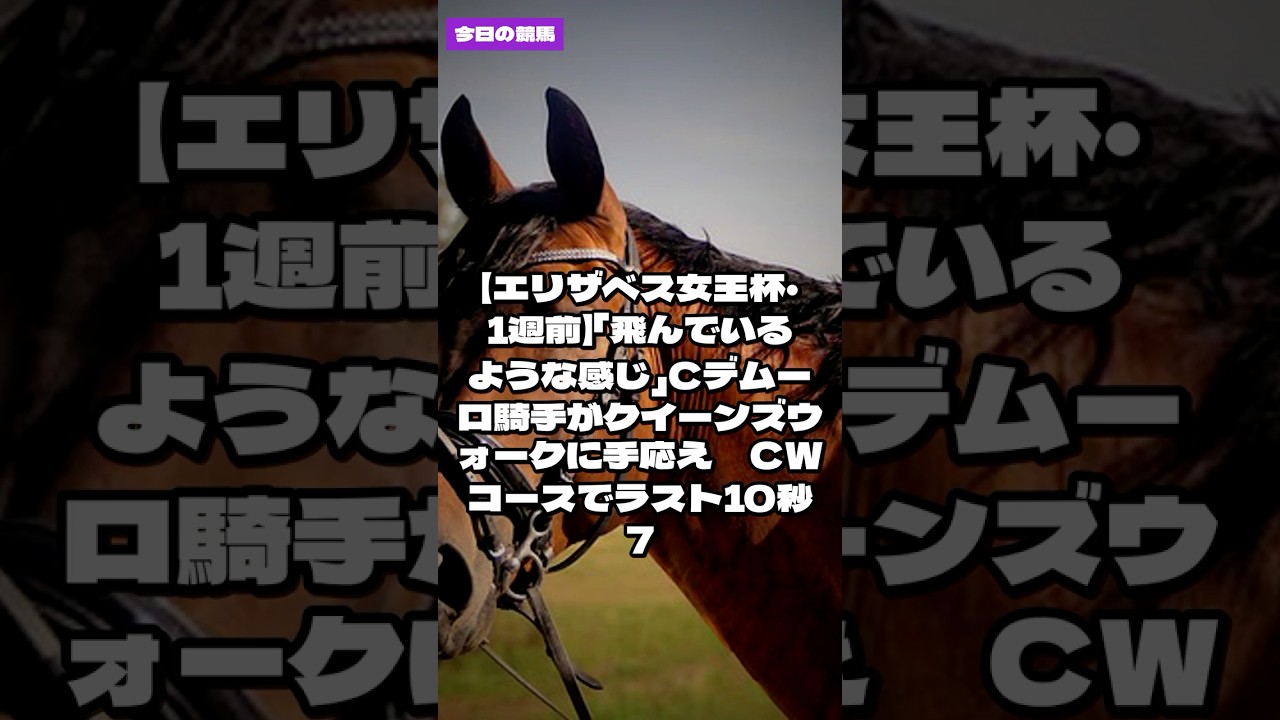 今日の競馬
【エリザベス女王杯・
1週前】「飛んでいる
ような感じ」Cデムー
ロ騎手がクイーンズウ
ォークに手応え　CW
コースでラスト10秒
7